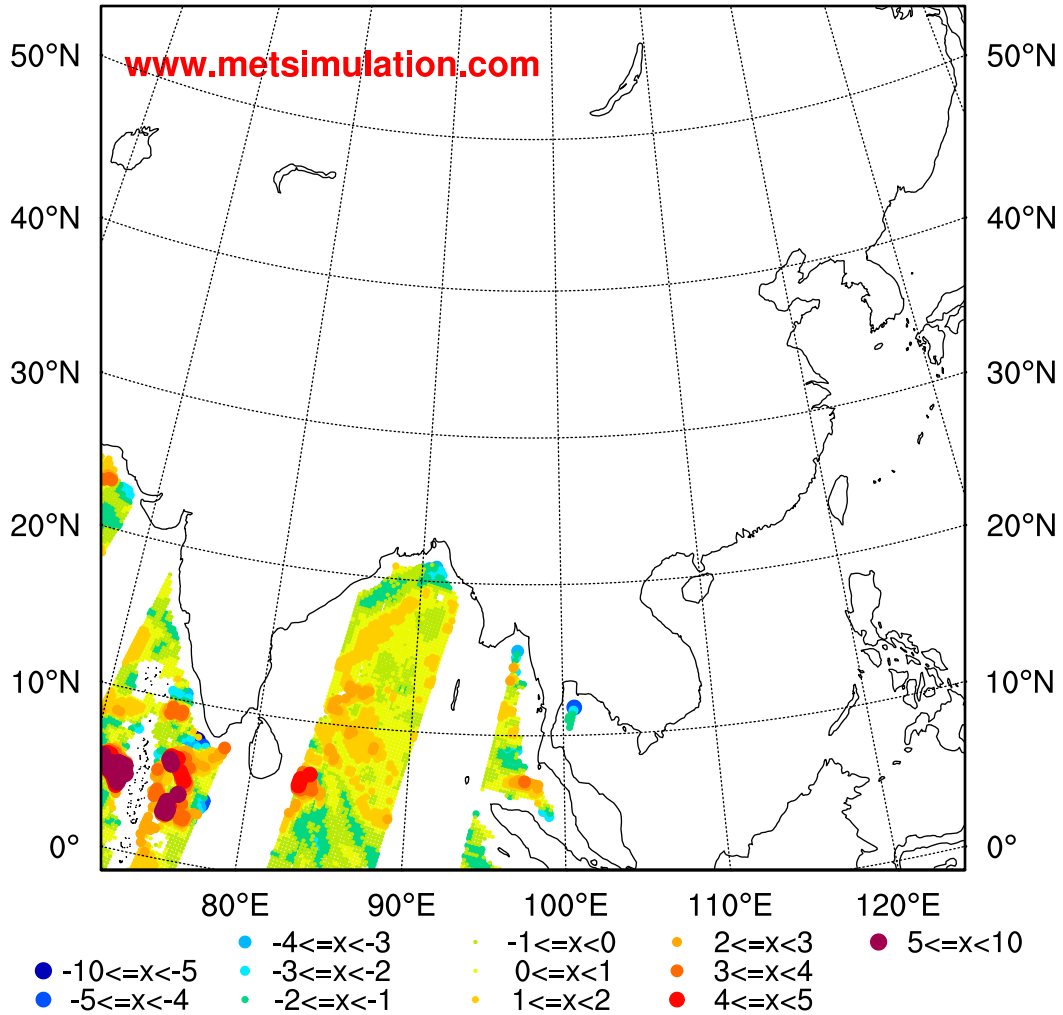 www.metsimulation.com
50°N 50°N
40°N 40°N
30°N 30°N
20°N 20°N
10°N 10°N
0° 0°
80°E 90°E 100°E 110°E 120°E
-4<=x<-3 -1<=x<0 2<=x<3 5<=x<10
-10<=x<-5 -3<=x<-2 0<=x<1 3<=x<4
-5<=x<-4 -2<=x<-1 1<=x<2 4<=x<5